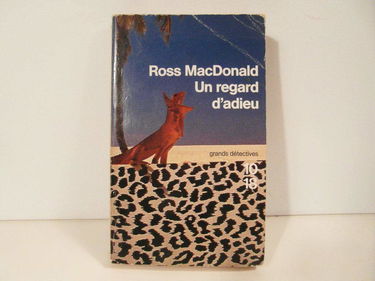 Ross MacDonald
Un regard
d'adieu
grands détectives
10
18